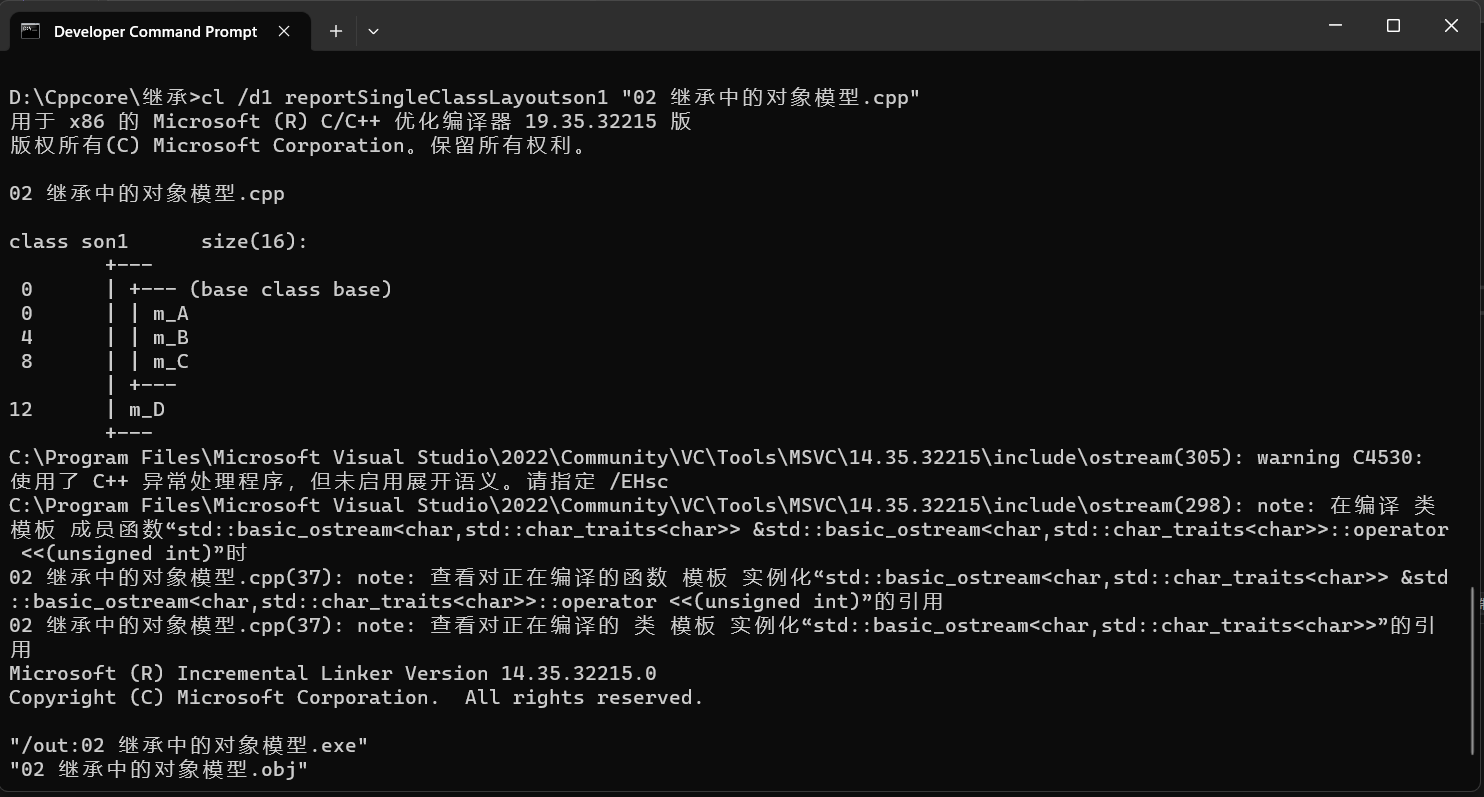 Developer Command Prompt
D:\Cppcore\继承>cl /d1 reportSingleClassLayoutson1 "02 继承中的对象模型.cpp"
用于 x86 的 Microsoft (R) C/C++ 优化编译器 19.35.32215 版
版权所有(C) Microsoft Corporation。保留所有权利。
02 继承中的对象模型.cpp
class son1      size(16):
        +---
 0      | +--- (base class base)
 0      | | m_A
 4      | | m_B
 8      | | m_C
        | +---
12      | m_D
        +---
C:\Program Files\Microsoft Visual Studio\2022\Community\VC\Tools\MSVC\14.35.32215\include\ostream(305): warning C4530:
使用了 C++ 异常处理程序，但未启用展开语义。请指定 /EHsc
C:\Program Files\Microsoft Visual Studio\2022\Community\VC\Tools\MSVC\14.35.32215\include\ostream(298): note: 在编译 类
模板 成员函数“std::basic_ostream<char,std::char_traits<char>> &std::basic_ostream<char,std::char_traits<char>>::operator
 <<(unsigned int)”时
02 继承中的对象模型.cpp(37): note: 查看对正在编译的函数 模板 实例化“std::basic_ostream<char,std::char_traits<char>> &std
::basic_ostream<char,std::char_traits<char>>::operator <<(unsigned int)”的引用
02 继承中的对象模型.cpp(37): note: 查看对正在编译的 类 模板 实例化“std::basic_ostream<char,std::char_traits<char>>”的引
用
Microsoft (R) Incremental Linker Version 14.35.32215.0
Copyright (C) Microsoft Corporation.  All rights reserved.
"/out:02 继承中的对象模型.exe"
"02 继承中的对象模型.obj"